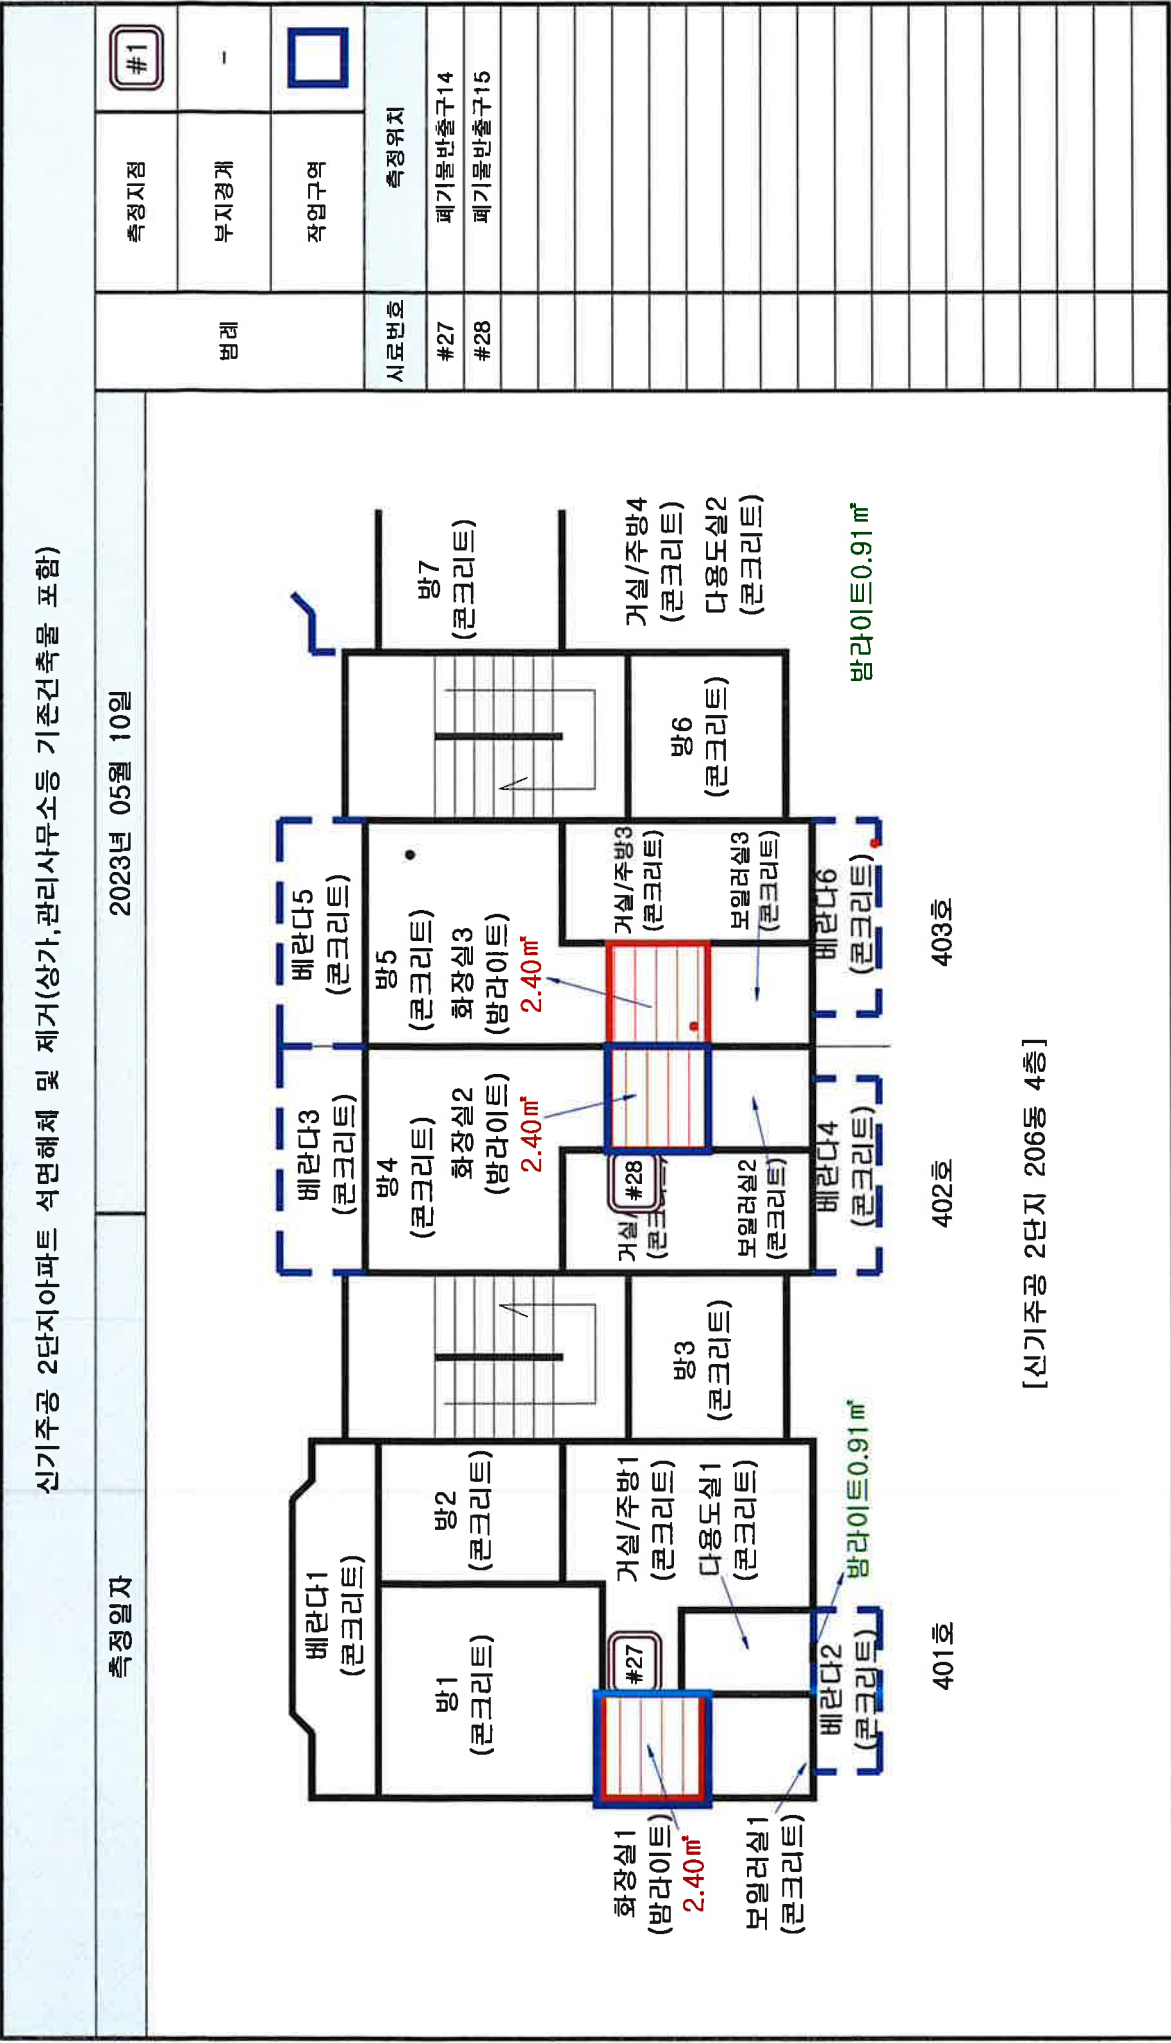 신기주공 2단지아파트 석면해체 및 제거(상가,관리사무소등 기존건축물 포함)
측정일자
2023년 05월 10일
범례
측정지점
#1
부지경계
-
작업구역
시료번호
측정위치
#27
폐기물반출구14
#28
폐기물반출구15
베란다1
(콘크리트)
방1
(콘크리트)
방2
(콘크리트)
거실/주방1
(콘크리트)
다용도실1
(콘크리트)
#27
화장실1
(밤라이트)
2.40㎡
보일러실1
(콘크리트)
베란다2
(콘크리트)
밤라이트0.91㎡
401호
방3
(콘크리트)
베란다3
(콘크리트)
방4
(콘크리트)
화장실2
(밤라이트)
2.40㎡
#28
거실/
(콘크
보일러실2
(콘크리트)
베란다4
(콘크리트)
402호
베란다5
(콘크리트)
방5
(콘크리트)
화장실3
(밤라이트)
2.40㎡
거실/주방3
(콘크리트)
보일러실3
(콘크리트)
베란다6
(콘크리트)
403호
방6
(콘크리트)
방7
(콘크리트)
거실/주방4
(콘크리트)
다용도실2
(콘크리트)
밤라이트0.91㎡
[신기주공 2단지 206동 4층]